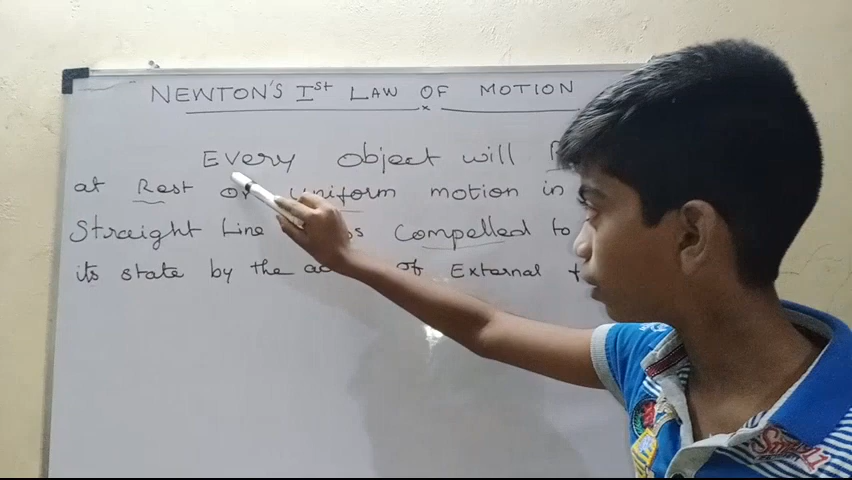 NEWTON'S Ist LAW OF MOTION
Every object will
at Rest or uniform motion in
Straight Line Compelled to
its state by the of External